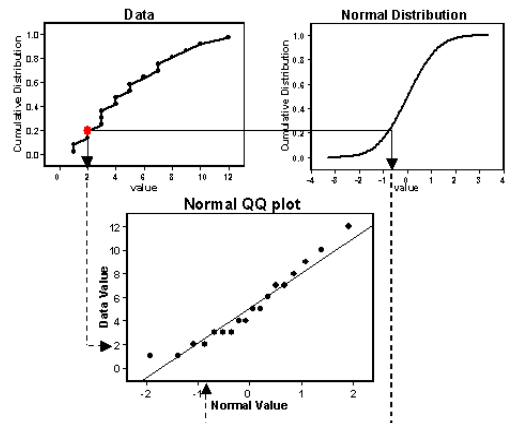 Data
Cumulative Distribution
1.0
0.8
0.6
0.4
0.2
0.0
0 2 4 6 8 10 12
value
Normal Distribution
Cumulative Distribution
1.0
0.8
0.6
0.4
0.2
0.0
-4 -3 -2 -1 0 1 2 3 4
value
Normal QQ plot
Data Value
12
10
8
6
4
2
0
-2 -1 0 1 2
Normal Value